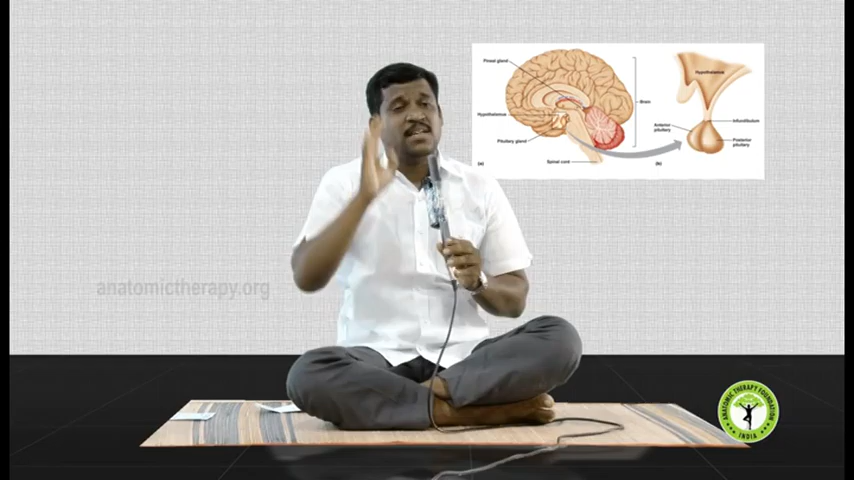 Pineal gland
Hypothalamus
Pituitary gland
Spinal cord
Brain
(a)
Hypothalamus
Anterior
pituitary
Infundibulum
Posterior
pituitary
(b)
anatomictherapy.org
ANATOMIC THERAPY FOUNDATION
INDIA